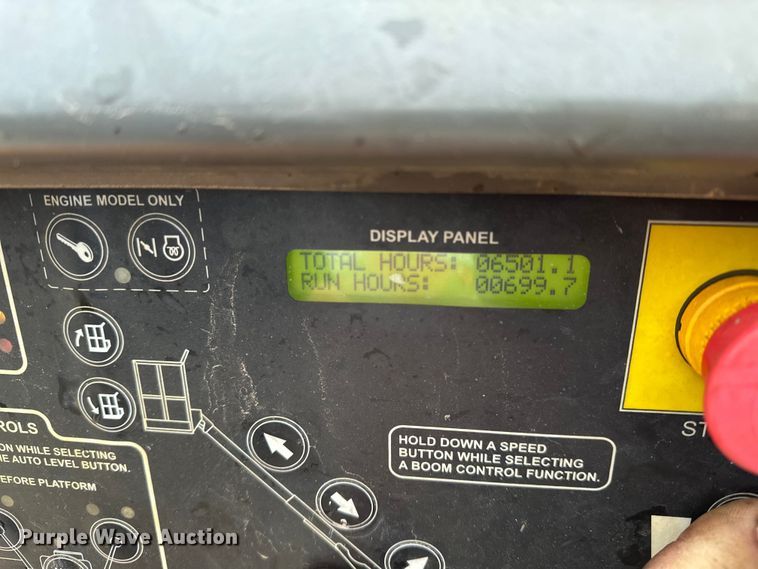 ENGINE MODEL ONLY
DISPLAY PANEL
TOTAL HOURS: 06501.1
RUN HOURS: 00699.7
ROLS
ON WHILE SELECTING
HE AUTO LEVEL BUTTON.
EFORE PLATFORM
HOLD DOWN A SPEED
BUTTON WHILE SELECTING
A BOOM CONTROL FUNCTION.
ST
Purple Wave Auction